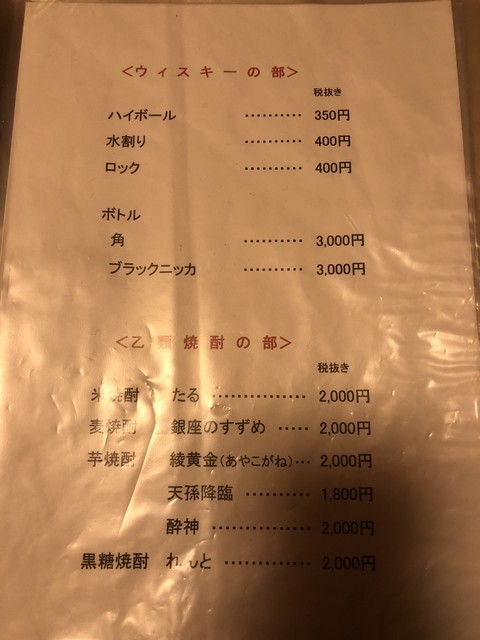 ＜ウィスキーの部＞
税抜き
ハイボール ‥‥‥‥‥ 350円
水割り ‥‥‥‥‥ 400円
ロック ‥‥‥‥‥ 400円
ボトル
角 ‥‥‥‥‥ 3,000円
ブラックニッカ ‥‥‥‥‥ 3,000円
＜乙類焼酎の部＞
税抜き
米焼酎 たる ‥‥‥‥‥‥‥ 2,000円
麦焼酎 銀座のすずめ ‥‥‥ 2,000円
芋焼酎 綾黄金(あやこがね)… 2,000円
天孫降臨 ‥‥‥‥‥ 1,800円
酔神 ‥‥‥‥‥‥‥ 2,000円
黒糖焼酎 れんと ‥‥‥‥‥‥ 2,000円